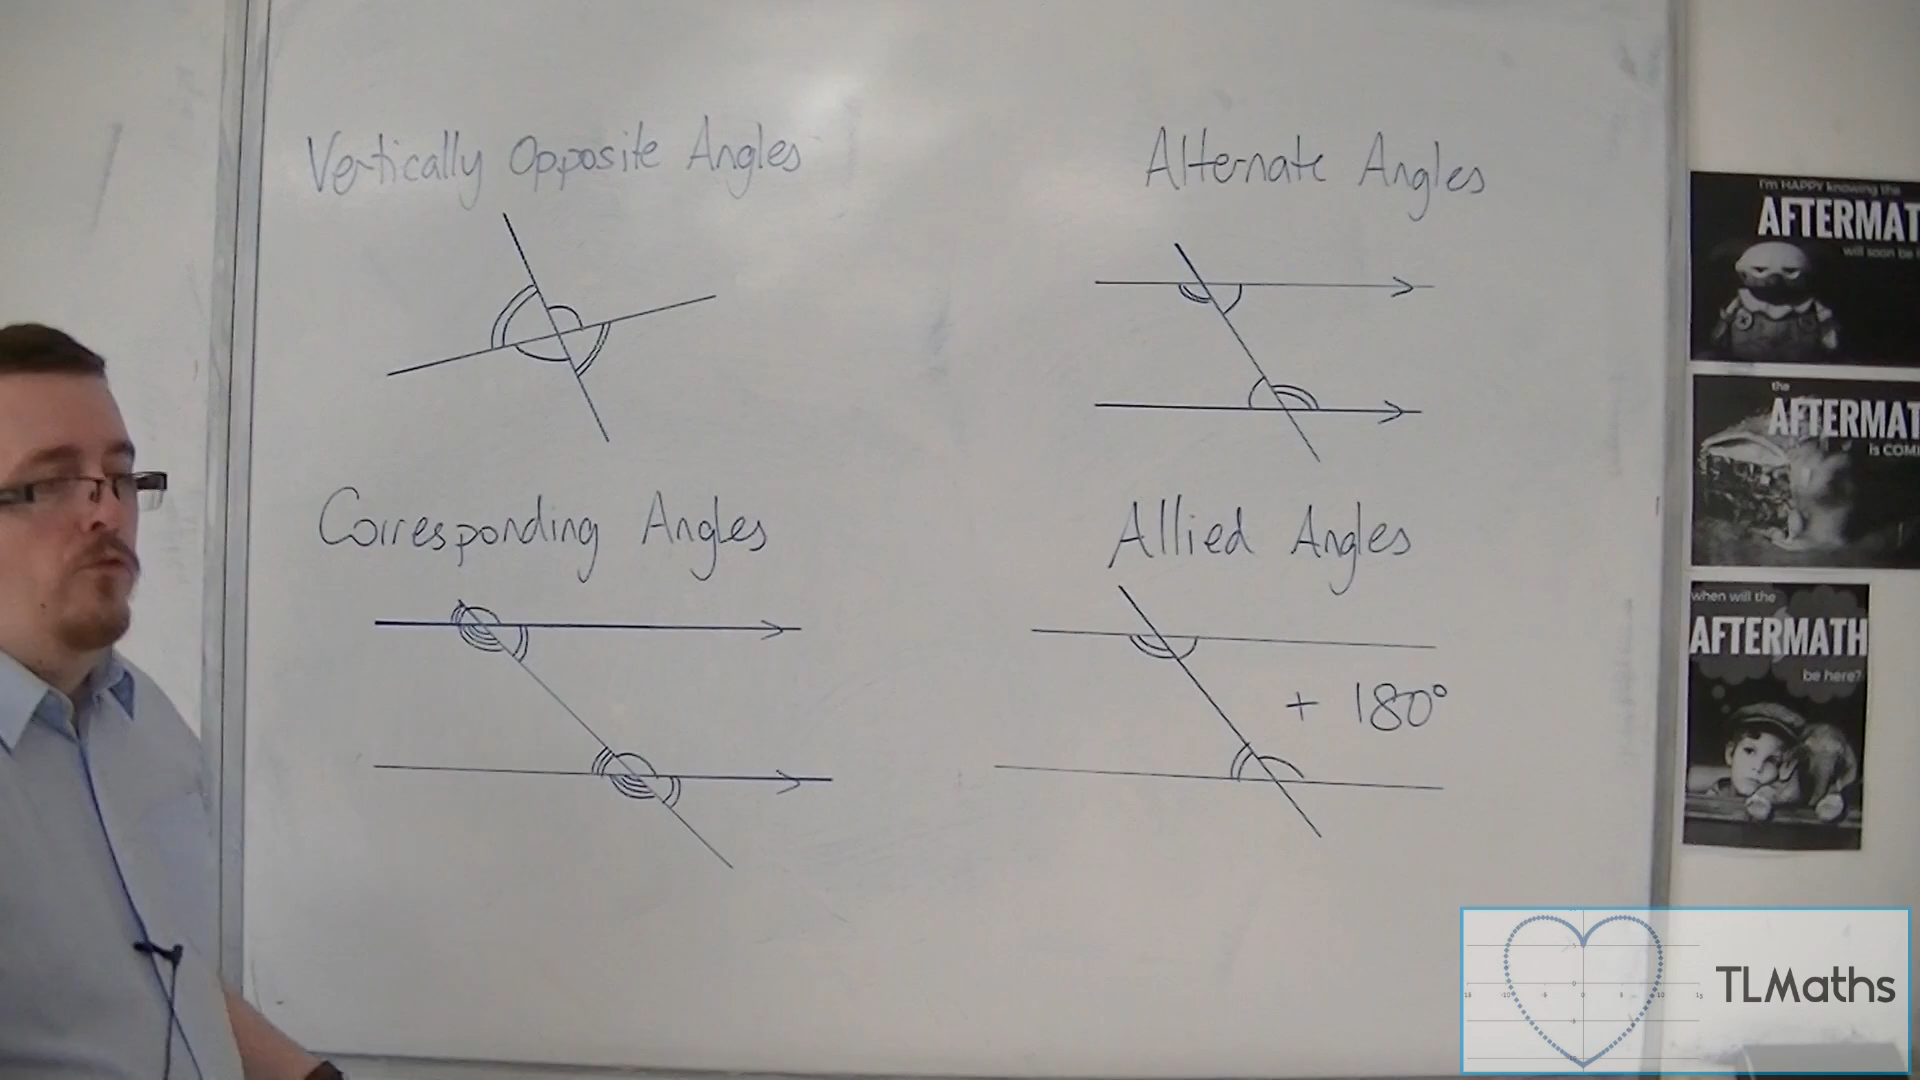 Vertically Opposite Angles
Alternate Angles
Corresponding Angles
Allied Angles
+ 180°
I'm HAPPY knowing the
AFTERMAT
will soon be
the
AFTERMAT
is COMI
when will the
AFTERMATH
be here?
TLMaths